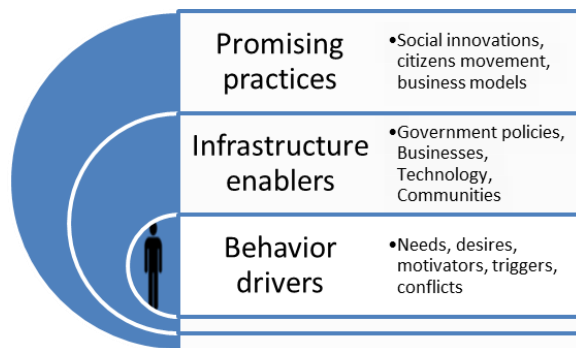 Promising
practices
•Social innovations,
citizens movement,
business models
Infrastructure
enablers
•Government policies,
Businesses,
Technology,
Communities
Behavior
drivers
•Needs, desires,
motivators, triggers,
conflicts